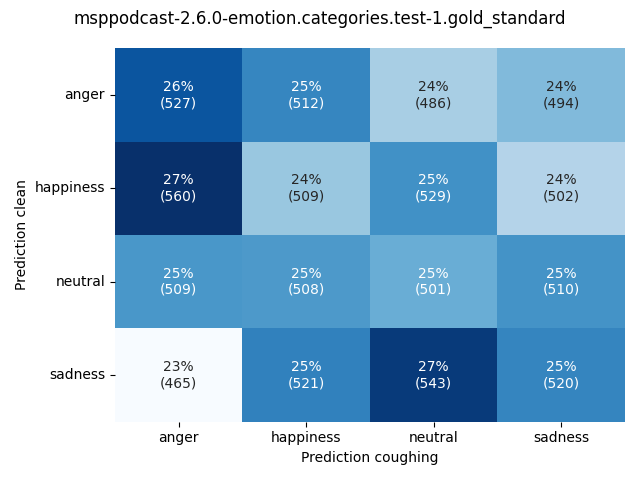 msppodcast-2.6.0-emotion.categories.test-1.gold_standard
Prediction clean
anger
26%
(527)
25%
(512)
24%
(486)
24%
(494)
happiness
27%
(560)
24%
(509)
25%
(529)
24%
(502)
neutral
25%
(509)
25%
(508)
25%
(501)
25%
(510)
sadness
23%
(465)
25%
(521)
27%
(543)
25%
(520)
anger
happiness
neutral
sadness
Prediction coughing